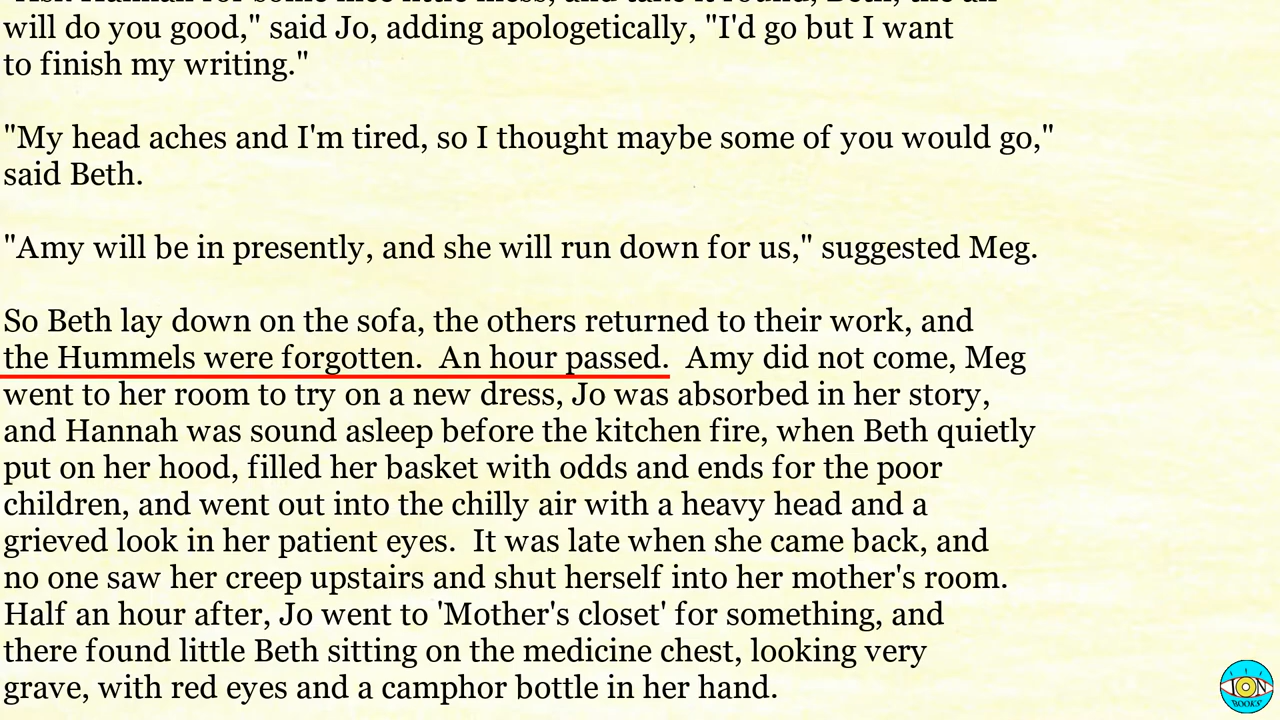 will do you good," said Jo, adding apologetically, "I'd go but I want
to finish my writing."
"My head aches and I'm tired, so I thought maybe some of you would go,"
said Beth.
"Amy will be in presently, and she will run down for us," suggested Meg.
So Beth lay down on the sofa, the others returned to their work, and
the Hummels were forgotten.  An hour passed.  Amy did not come, Meg
went to her room to try on a new dress, Jo was absorbed in her story,
and Hannah was sound asleep before the kitchen fire, when Beth quietly
put on her hood, filled her basket with odds and ends for the poor
children, and went out into the chilly air with a heavy head and a
grieved look in her patient eyes.  It was late when she came back, and
no one saw her creep upstairs and shut herself into her mother's room.
Half an hour after, Jo went to 'Mother's closet' for something, and
there found little Beth sitting on the medicine chest, looking very
grave, with red eyes and a camphor bottle in her hand.
ION
BOOKS